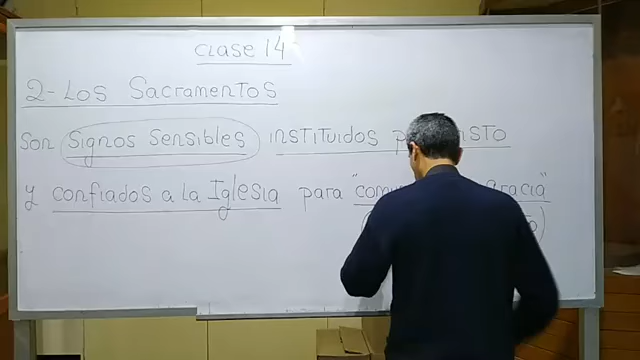 Clase 14
2- Los Sacramentos
Son Signos Sensibles instituidos
y confiados a la Iglesia para